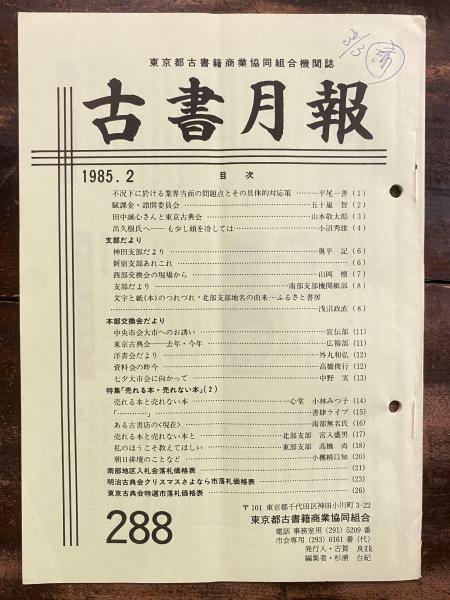 東京都古書籍商業協同組合機関誌
古書月報
1985.2
目次
不況下に於ける業界当面の問題点とその具体的対応策…………平尾一善(1)
賦課金・諮問委員会…………五十嵐 智(2)
田中誠心さんと東京古典会…………山本敬太郎(3)
出久根氏へ——も少し頭を冷しては…………小沼秀雄(4)
支部だより
神田支部だより…………奥平 記(6)
新宿支部あれこれ…………(6)
西部交換会の現場から…………山岡 檀(7)
支部だより…………南部支部機関紙部(8)
文字と紙(本)のつれづれ・北部支部地名の由来…ふるさと書房
…………浅沼政直(8)
本部交換会だより
中央市会大市へのお誘い…………宣伝部(11)
東京古典会——去年・今年…………広報部(11)
洋書会だより…………外丸和弘(12)
資料会の昨今…………高橋俊行(12)
七夕大市会に向かって…………中野 実(13)
特集「売れる本・売れない本」(2)
売れる本と売れない本…………心堂 小林みつ子(14)
「………」…………書肆ライブ(15)
ある古書店の〈現在〉…………南部無名氏(16)
売れる本と売れない本と…………北部支部 宮入盛男(17)
私のほうこそ教えてほしい…………東部支部 高橋 尚(18)
朝日俳壇のことなど…………小棚精以知(20)
南部地区入札会落札価格表…………(21)
明治古典会クリスマスさよなら市落札価格表…………(23)
東京古典会特選市落札価格表…………(26)
288
〒101 東京都千代田区神田小川町3-22
東京都古書籍商業協同組合
電話 事務室用(291)5209番
市会専用(293)0161番(代)
発行人・古賀 良
編集者・杉浦 台紀